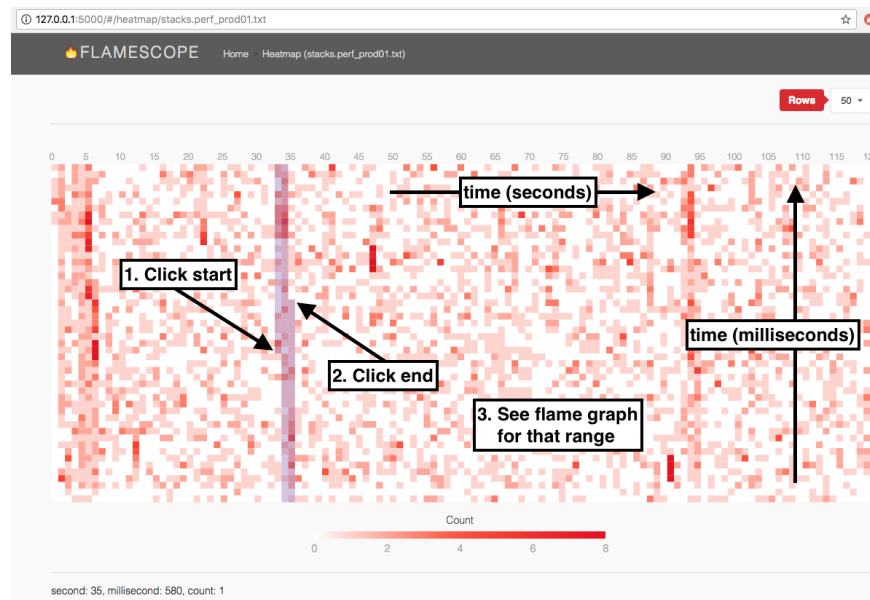 127.0.0.1:5000/#/heatmap/stacks.perf_prod01.txt
FLAMESCOPE
Home › Heatmap (stacks.perf_prod01.txt)
Rows
50
0 5 10 15 20 25 30 35 40 45 50 55 60 65 70 75 80 85 90 95 100 105 110 115
time (seconds)
1. Click start
time (milliseconds)
2. Click end
3. See flame graph
for that range
Count
0 2 4 6 8
second: 35, millisecond: 580, count: 1